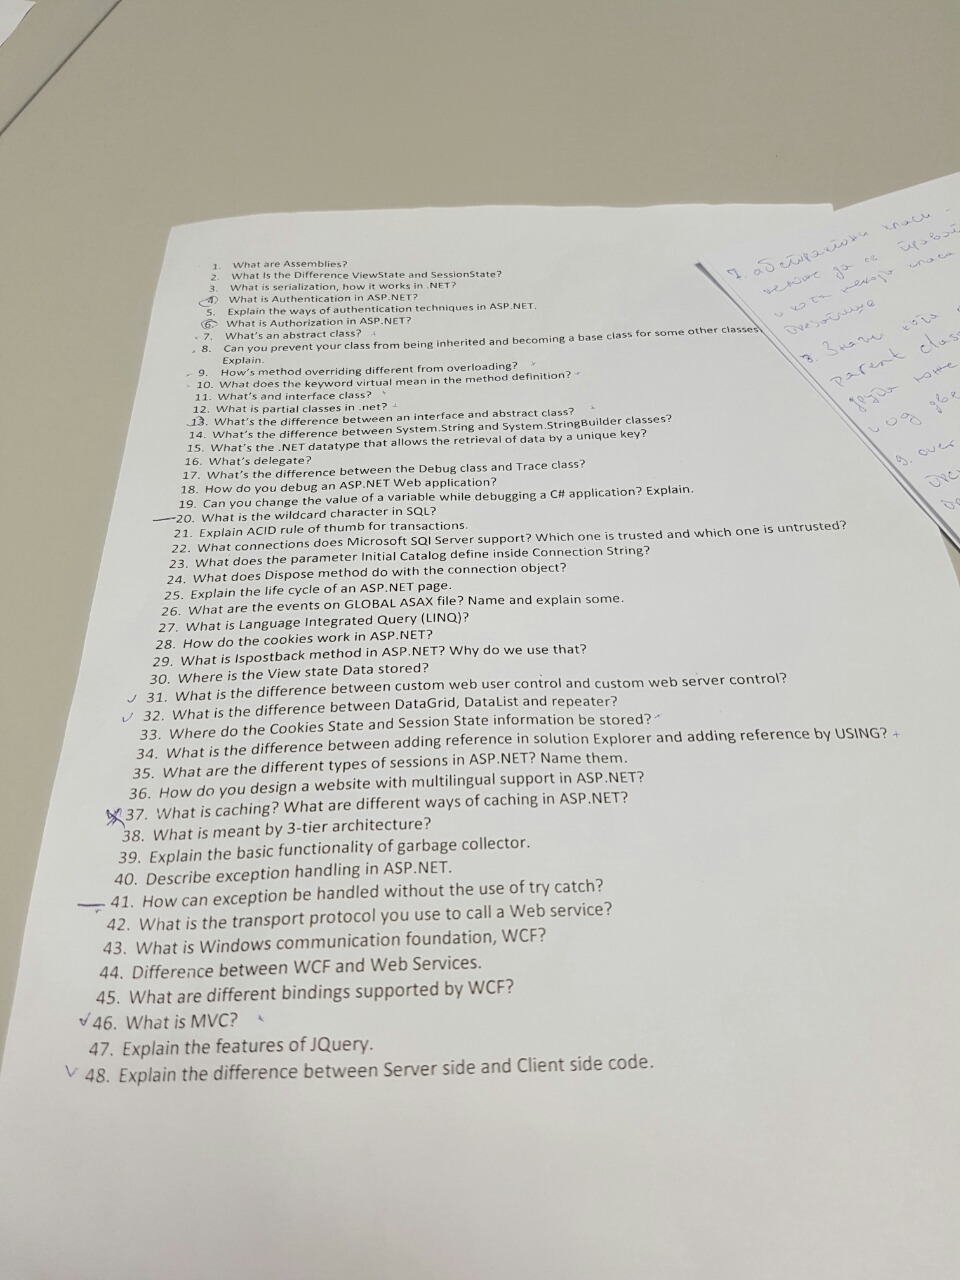 1. What are Assemblies?
2. What Is the Difference ViewState and SessionState?
3. What is serialization, how it works in .NET?
4. What is Authentication in ASP.NET?
5. Explain the ways of authentication techniques in ASP.NET.
6. What is Authorization in ASP.NET?
7. What's an abstract class?
8. Can you prevent your class from being inherited and becoming a base class for some other classes,
Explain.
9. How's method overriding different from overloading?
10. What does the keyword virtual mean in the method definition?
11. What's and interface class?
12. What is partial classes in .net?
13. What's the difference between an interface and abstract class?
14. What's the difference between System.String and System.StringBuilder classes?
15. What's the .NET datatype that allows the retrieval of data by a unique key?
16. What's delegate?
17. What's the difference between the Debug class and Trace class?
18. How do you debug an ASP.NET Web application?
19. Can you change the value of a variable while debugging a C# application? Explain.
20. What is the wildcard character in SQL?
21. Explain ACID rule of thumb for transactions.
22. What connections does Microsoft SQl Server support? Which one is trusted and which one is untrusted?
23. What does the parameter Initial Catalog define inside Connection String?
24. What does Dispose method do with the connection object?
25. Explain the life cycle of an ASP.NET page.
26. What are the events on GLOBAL ASAX file? Name and explain some.
27. What is Language Integrated Query (LINQ)?
28. How do the cookies work in ASP.NET?
29. What is Ispostback method in ASP.NET? Why do we use that?
30. Where is the View state Data stored?
31. What is the difference between custom web user control and custom web server control?
32. What is the difference between DataGrid, DataList and repeater?
33. Where do the Cookies State and Session State information be stored?
34. What is the difference between adding reference in solution Explorer and adding reference by USING? +
35. What are the different types of sessions in ASP.NET? Name them.
36. How do you design a website with multilingual support in ASP.NET?
37. What is caching? What are different ways of caching in ASP.NET?
38. What is meant by 3-tier architecture?
39. Explain the basic functionality of garbage collector.
40. Describe exception handling in ASP.NET.
41. How can exception be handled without the use of try catch?
42. What is the transport protocol you use to call a Web service?
43. What is Windows communication foundation, WCF?
44. Difference between WCF and Web Services.
45. What are different bindings supported by WCF?
46. What is MVC?
47. Explain the features of JQuery.
48. Explain the difference between Server side and Client side code.
7. класи
8. Значи
parent class
9. over